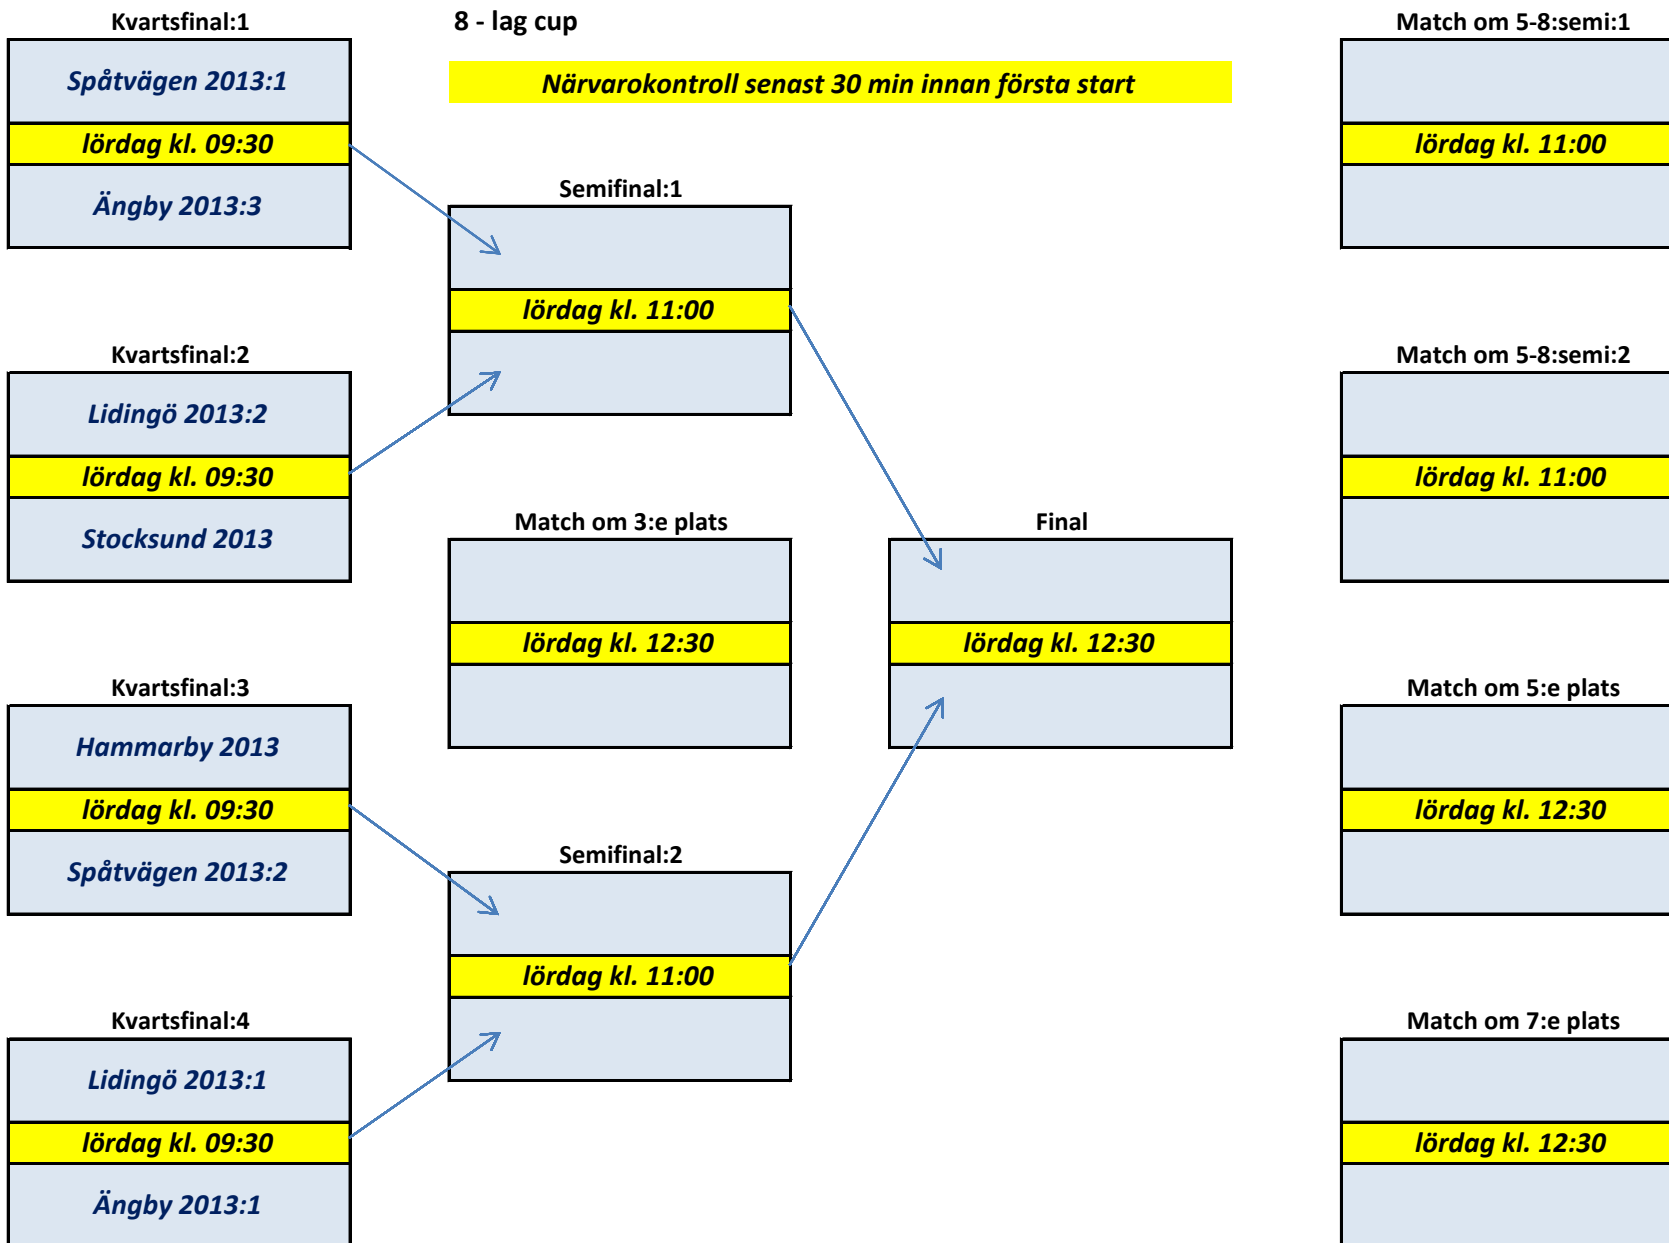 Kvartsfinal:1
Spåtvägen 2013:1
lördag kl. 09:30
Ängby 2013:3
Kvartsfinal:2
Lidingö 2013:2
lördag kl. 09:30
Stocksund 2013
Kvartsfinal:3
Hammarby 2013
lördag kl. 09:30
Spåtvägen 2013:2
Kvartsfinal:4
Lidingö 2013:1
lördag kl. 09:30
Ängby 2013:1
8 - lag cup
Närvarokontroll senast 30 min innan första start
Semifinal:1
lördag kl. 11:00
Match om 3:e plats
lördag kl. 12:30
Semifinal:2
lördag kl. 11:00
Final
lördag kl. 12:30
Match om 5-8:semi:1
lördag kl. 11:00
Match om 5-8:semi:2
lördag kl. 11:00
Match om 5:e plats
lördag kl. 12:30
Match om 7:e plats
lördag kl. 12:30